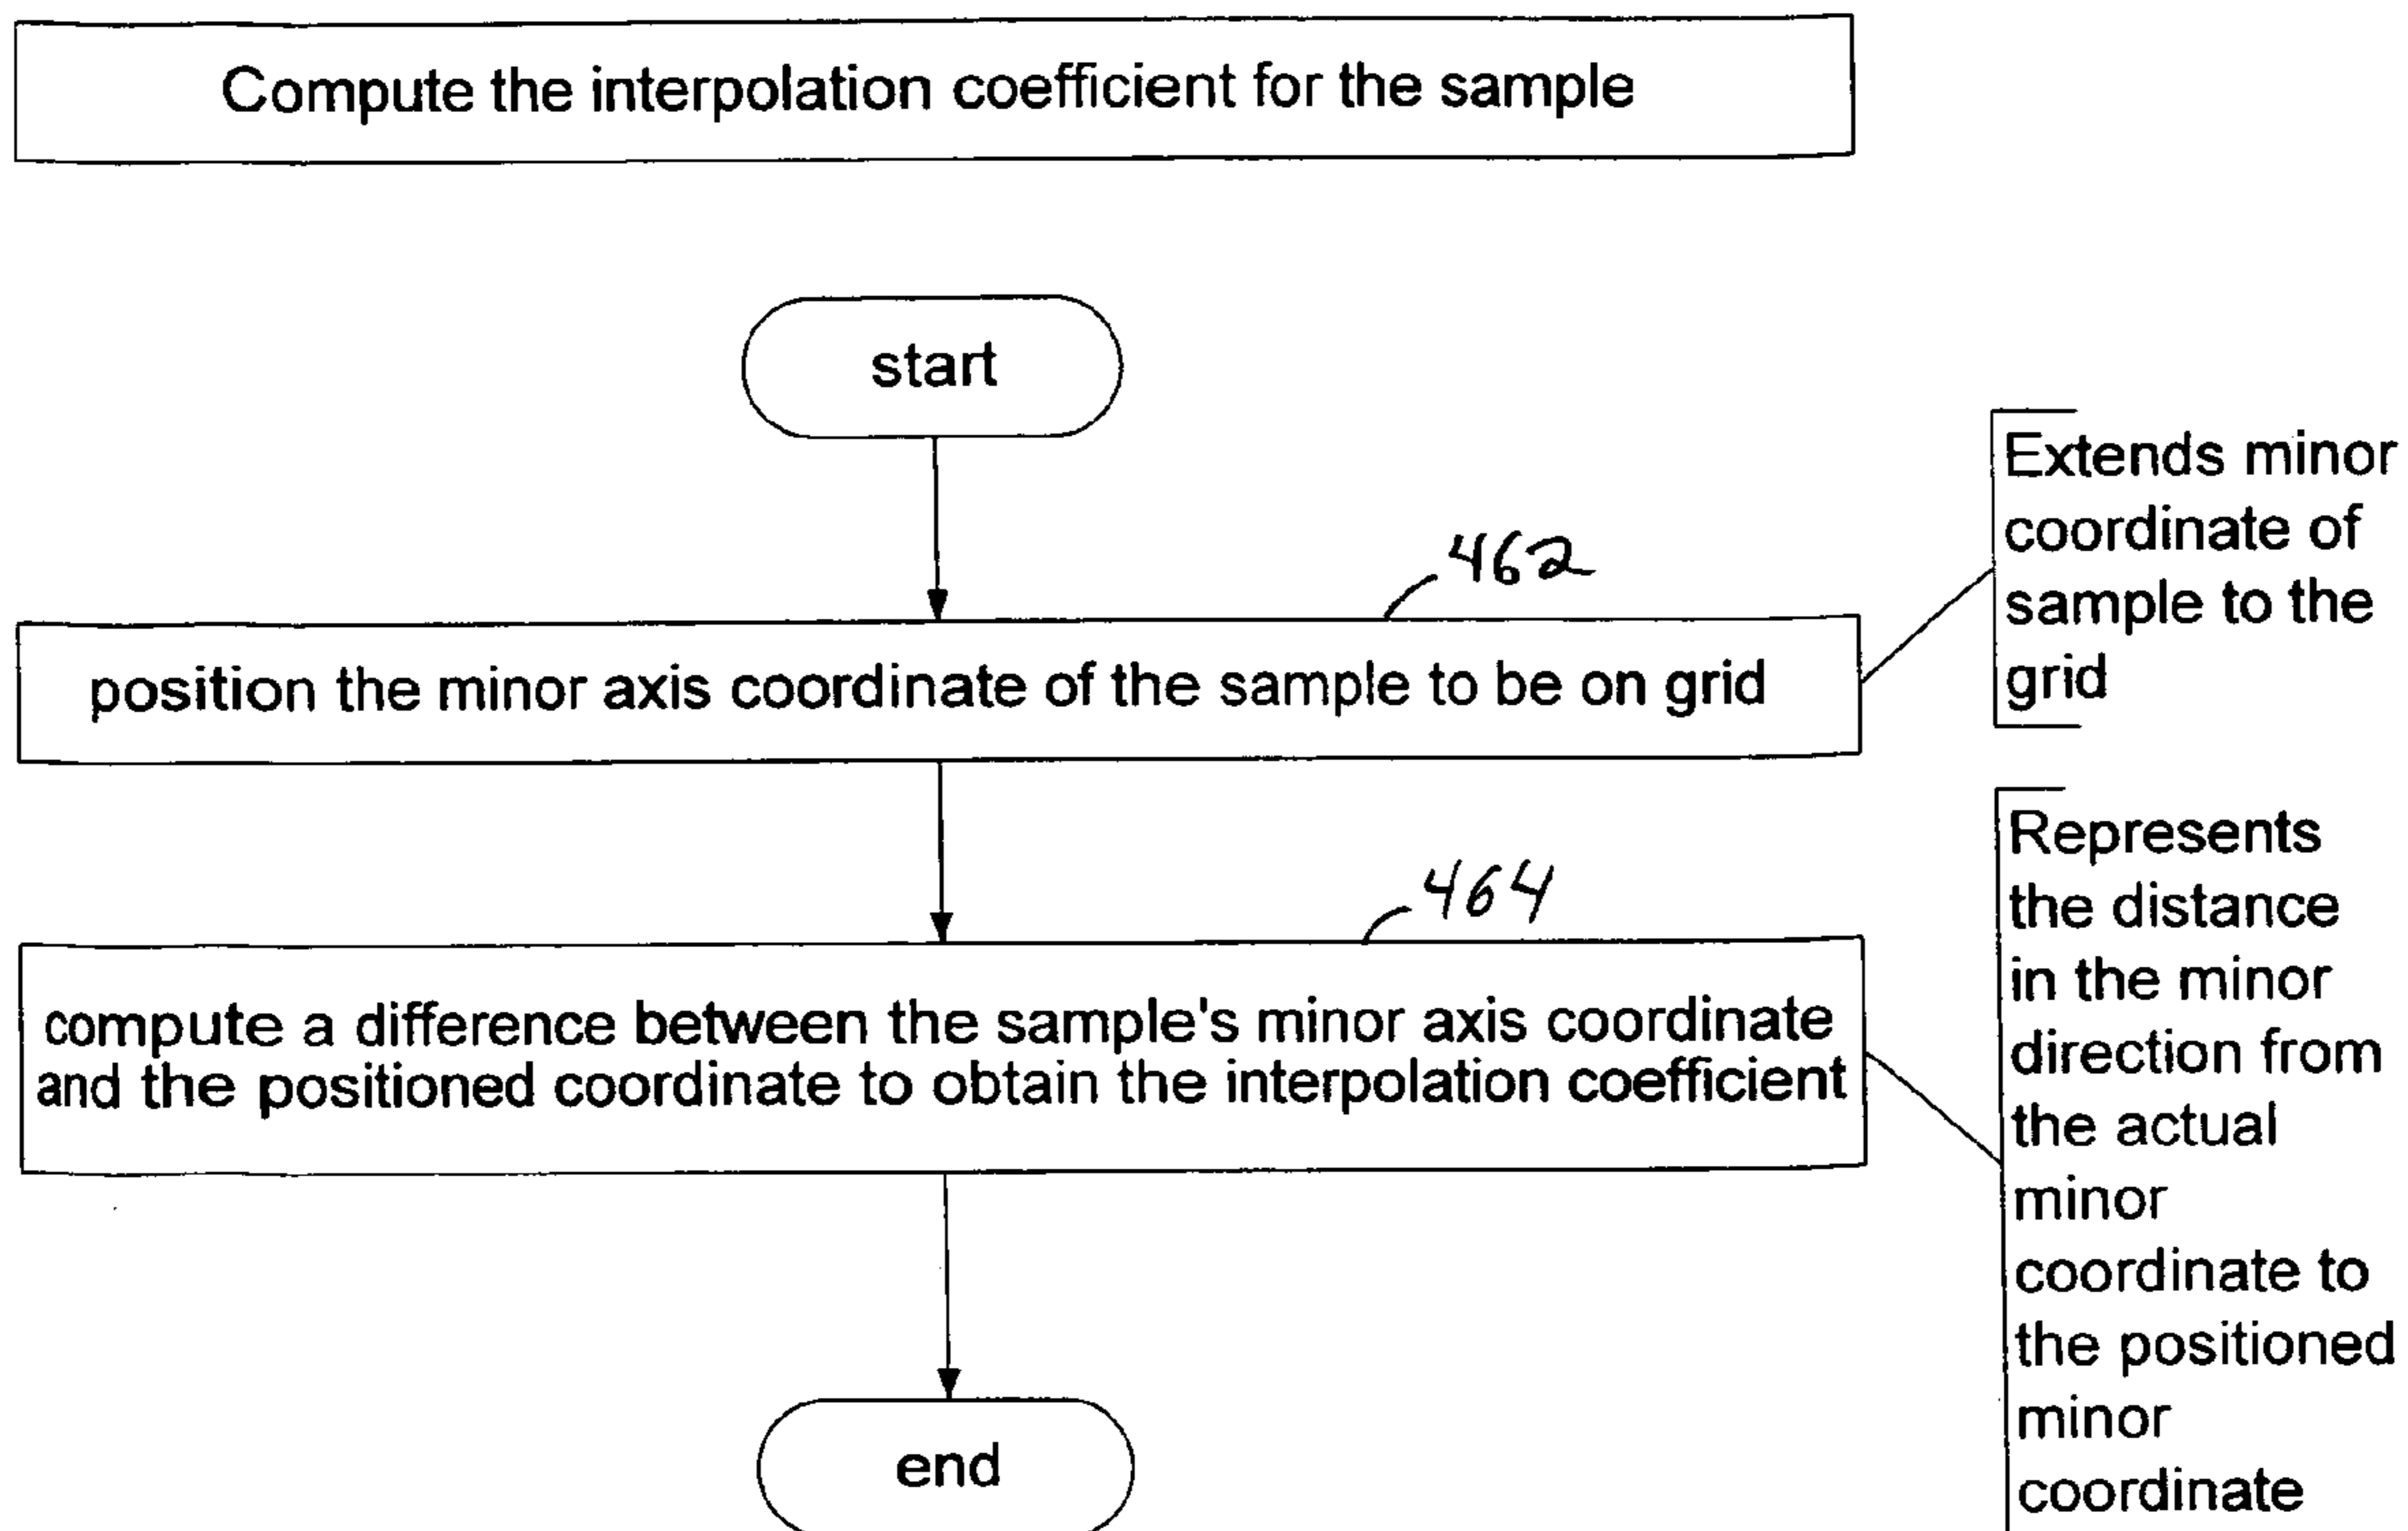 Compute the interpolation coefficient for the sample
start
462
position the minor axis coordinate of the sample to be on grid
Extends minor
coordinate of
sample to the
grid
464
compute a difference between the sample's minor axis coordinate
and the positioned coordinate to obtain the interpolation coefficient
Represents
the distance
in the minor
direction from
the actual
minor
coordinate to
the positioned
minor
coordinate
end